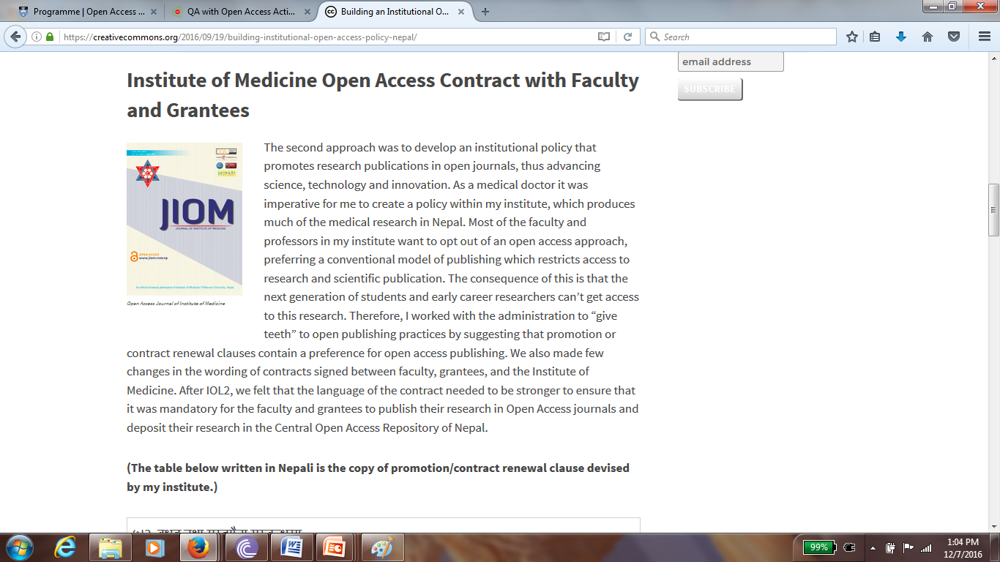 Programme | Open Access ...
QA with Open Access Acti...
Building an Institutional O...
https://creativecommons.org/2016/09/19/building-institutional-open-access-policy-nepal/
Search
email address
SUBSCRIBE
Institute of Medicine Open Access Contract with Faculty
and Grantees
JIOM
JOURNAL OF INSTITUTE OF MEDICINE
OPEN ACCESS
www.jiom.com.np
HINARI
Open Access Journal of Institute of Medicine
The second approach was to develop an institutional policy that
promotes research publications in open journals, thus advancing
science, technology and innovation. As a medical doctor it was
imperative for me to create a policy within my institute, which produces
much of the medical research in Nepal. Most of the faculty and
professors in my institute want to opt out of an open access approach,
preferring a conventional model of publishing which restricts access to
research and scientific publication. The consequence of this is that the
next generation of students and early career researchers can’t get access
to this research. Therefore, I worked with the administration to “give
teeth” to open publishing practices by suggesting that promotion or
contract renewal clauses contain a preference for open access publishing. We also made few
changes in the wording of contracts signed between faculty, grantees, and the Institute of
Medicine. After IOL2, we felt that the language of the contract needed to be stronger to ensure that
it was mandatory for the faculty and grantees to publish their research in Open Access journals and
deposit their research in the Central Open Access Repository of Nepal.
(The table below written in Nepali is the copy of promotion/contract renewal clause devised
by my institute.)
99%
1:04 PM
12/7/2016